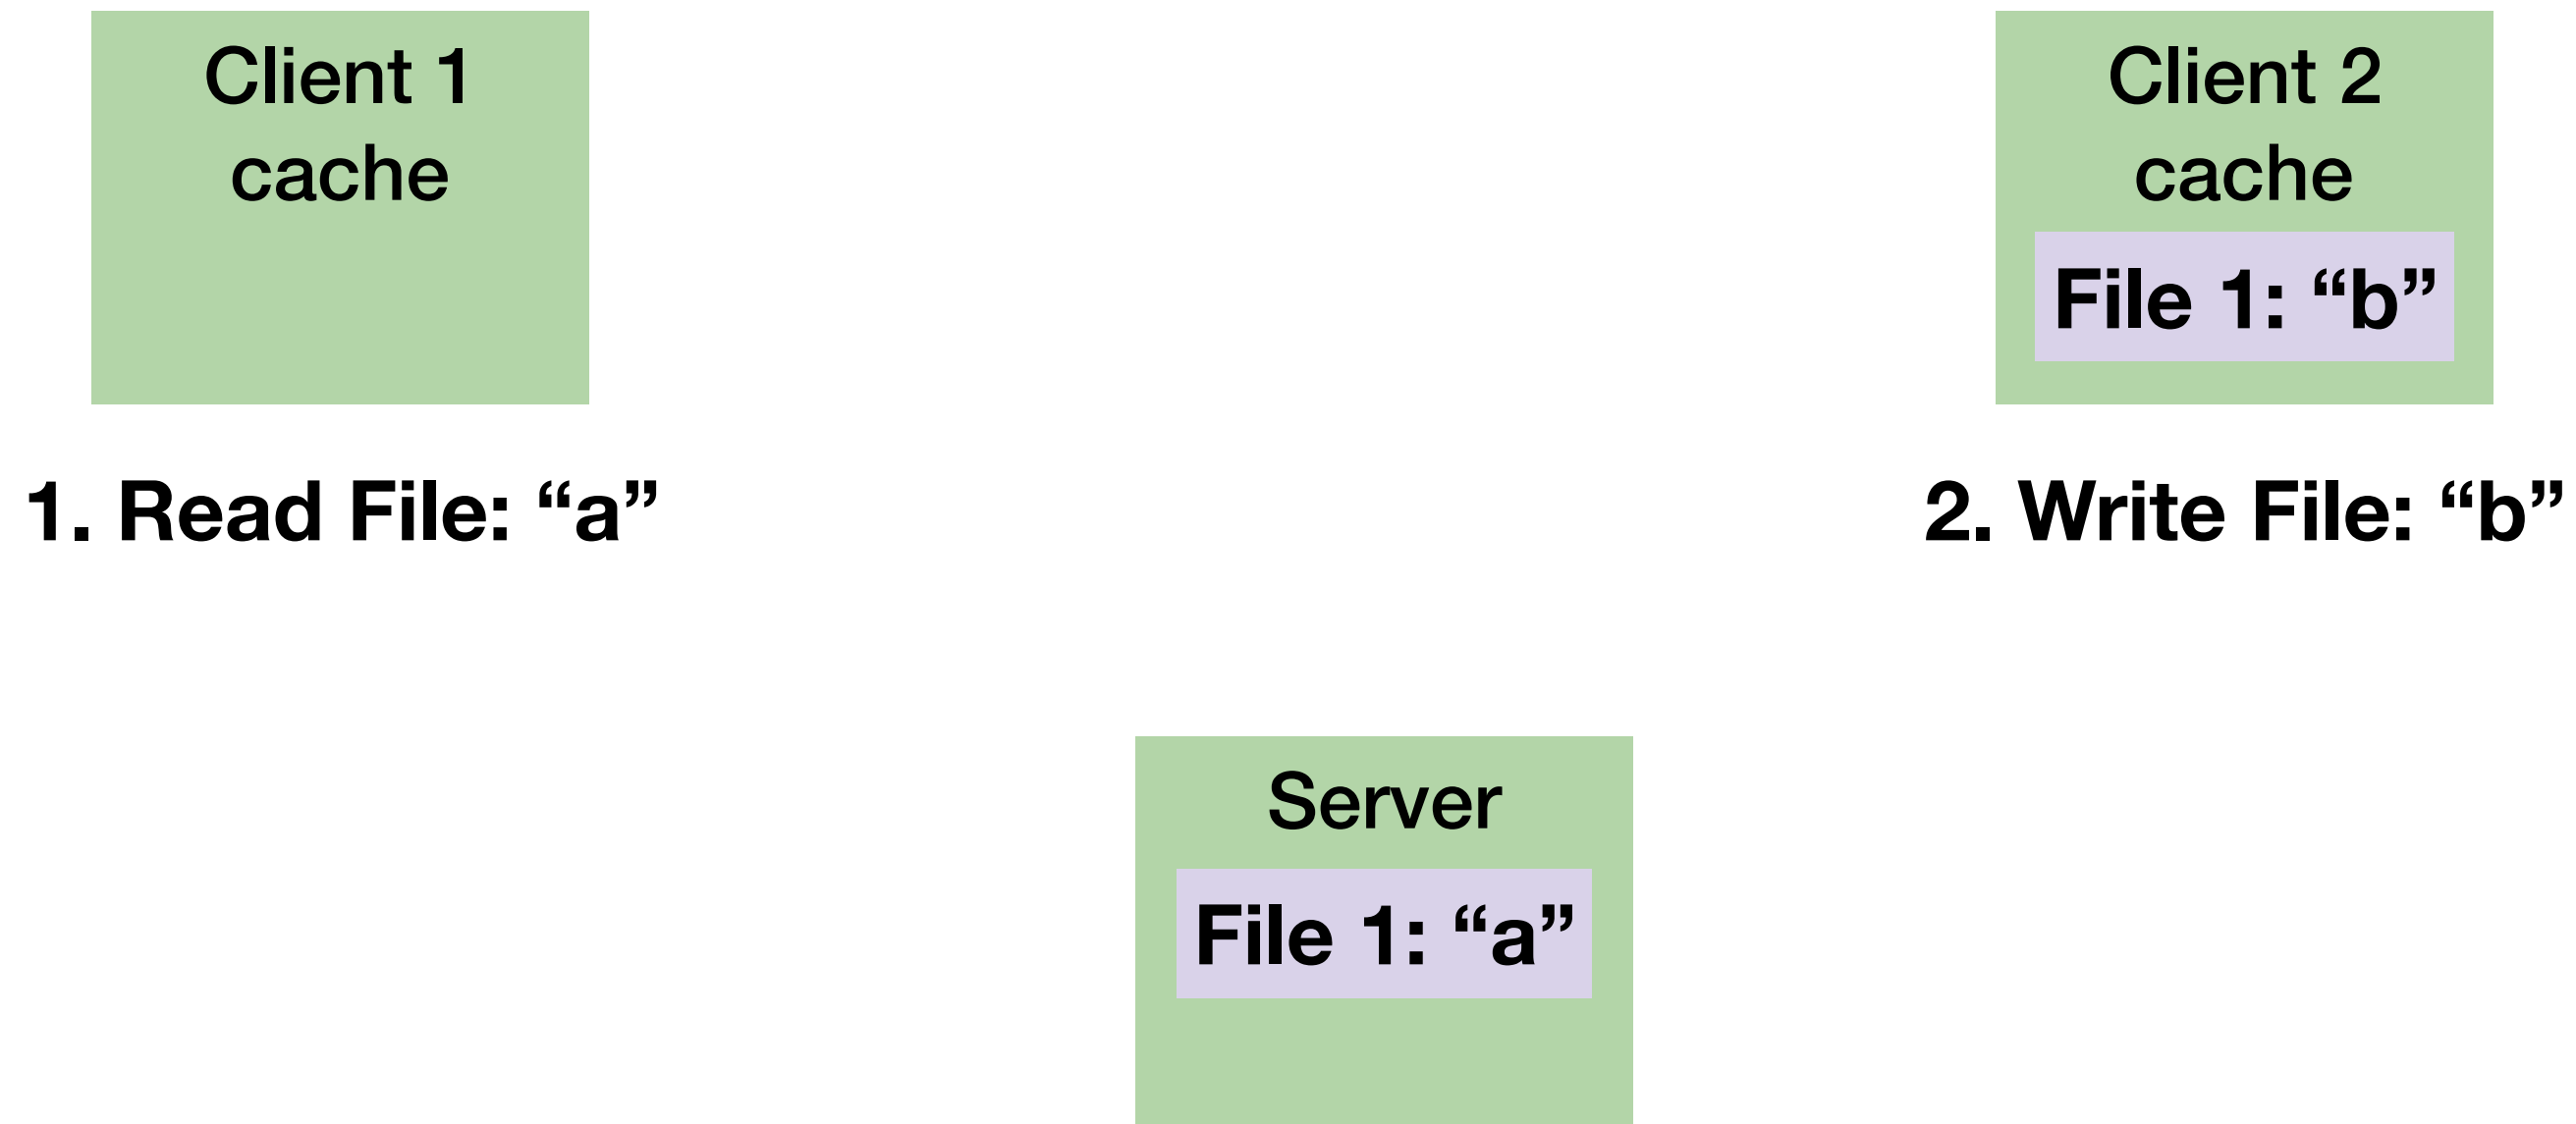 Client 1
cache
Client 2
cache
File 1: “b”
1. Read File: “a”
2. Write File: “b”
Server
File 1: “a”